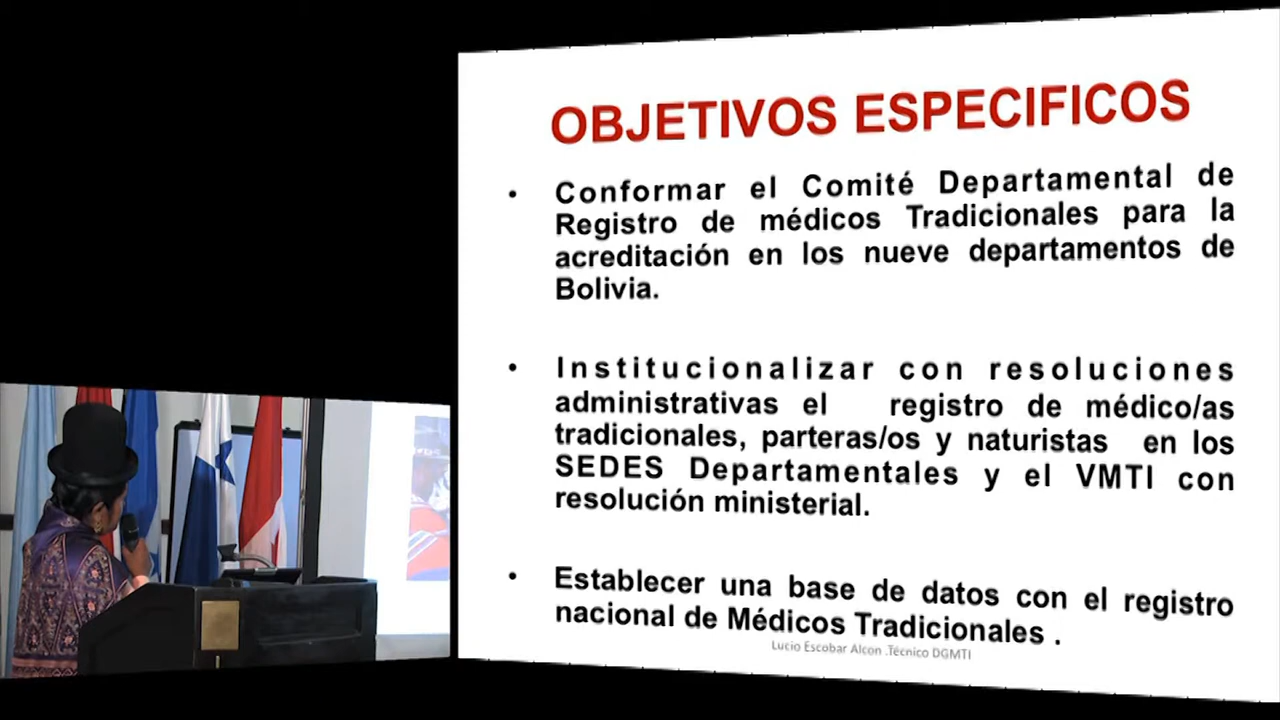 OBJETIVOS ESPECIFICOS
• Conformar el Comité Departamental de
Registro de médicos Tradicionales para la
acreditación en los nueve departamentos de
Bolivia.
• Institucionalizar con resoluciones
administrativas el registro de médico/as
tradicionales, parteras/os y naturistas en los
SEDES Departamentales y el VMTI con
resolución ministerial.
• Establecer una base de datos con el registro
nacional de Médicos Tradicionales .
Lucio Escobar Alcon .Técnico DGMTI